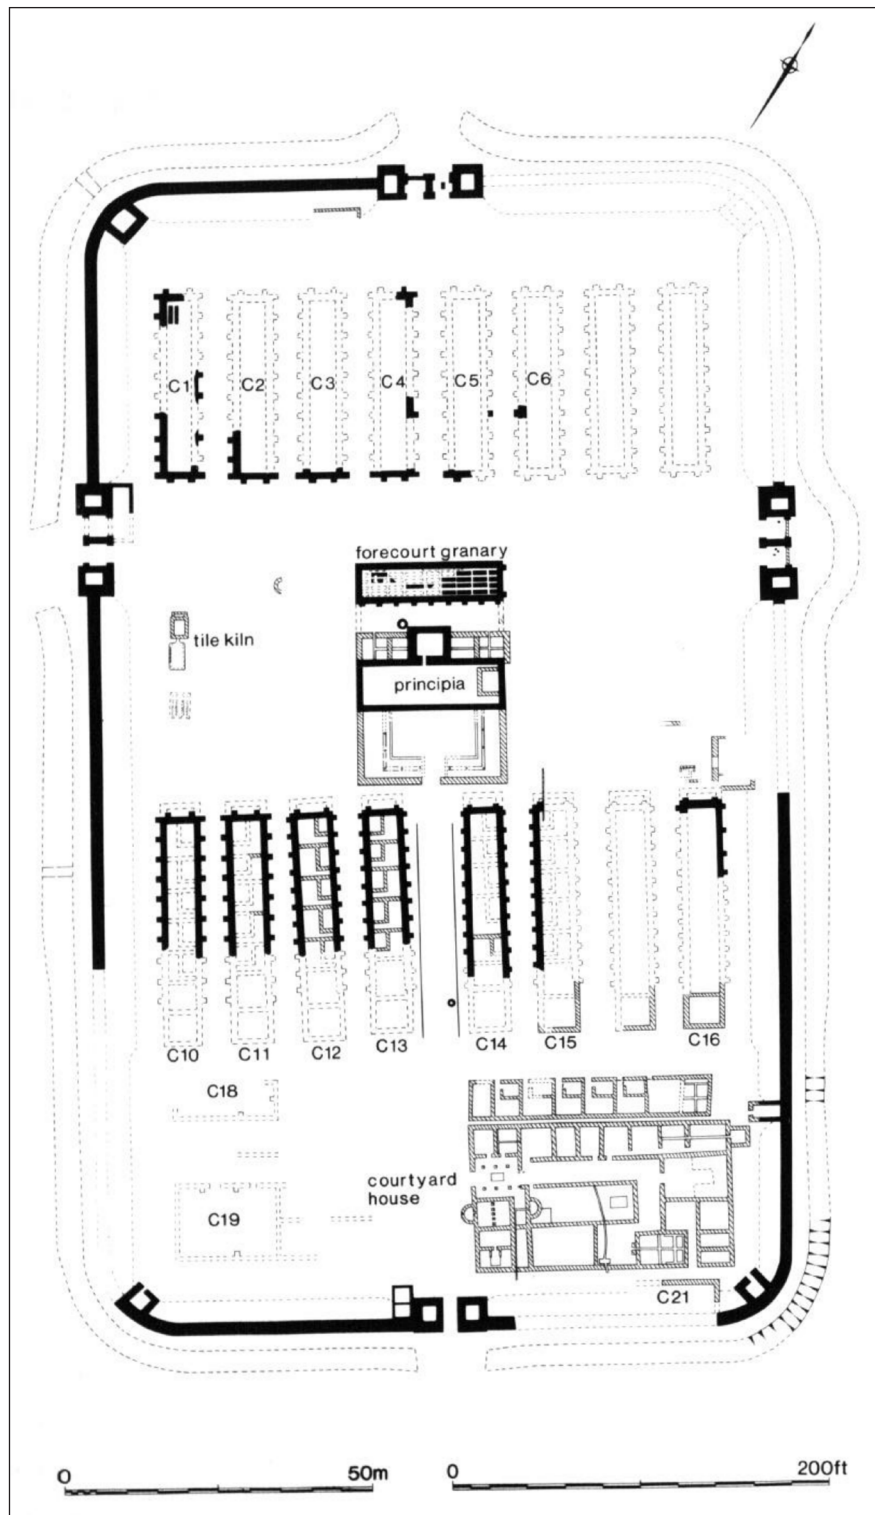 C1
C2
C3
C4
C5
C6
forecourt granary
tile kiln
principia
C10
C11
C12
C13
C14
C15
C16
C18
courtyard
house
C19
C21
0 50m 0 200ft